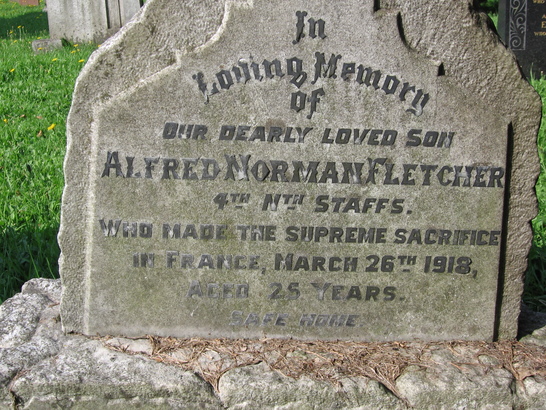 In
Loving Memory
of
OUR DEARLY LOVED SON
ALFRED NORMAN FLETCHER
4TH NTH STAFFS.
WHO MADE THE SUPREME SACRIFICE
IN FRANCE, MARCH 26TH 1918,
AGED 25 YEARS.
SAFE HOME